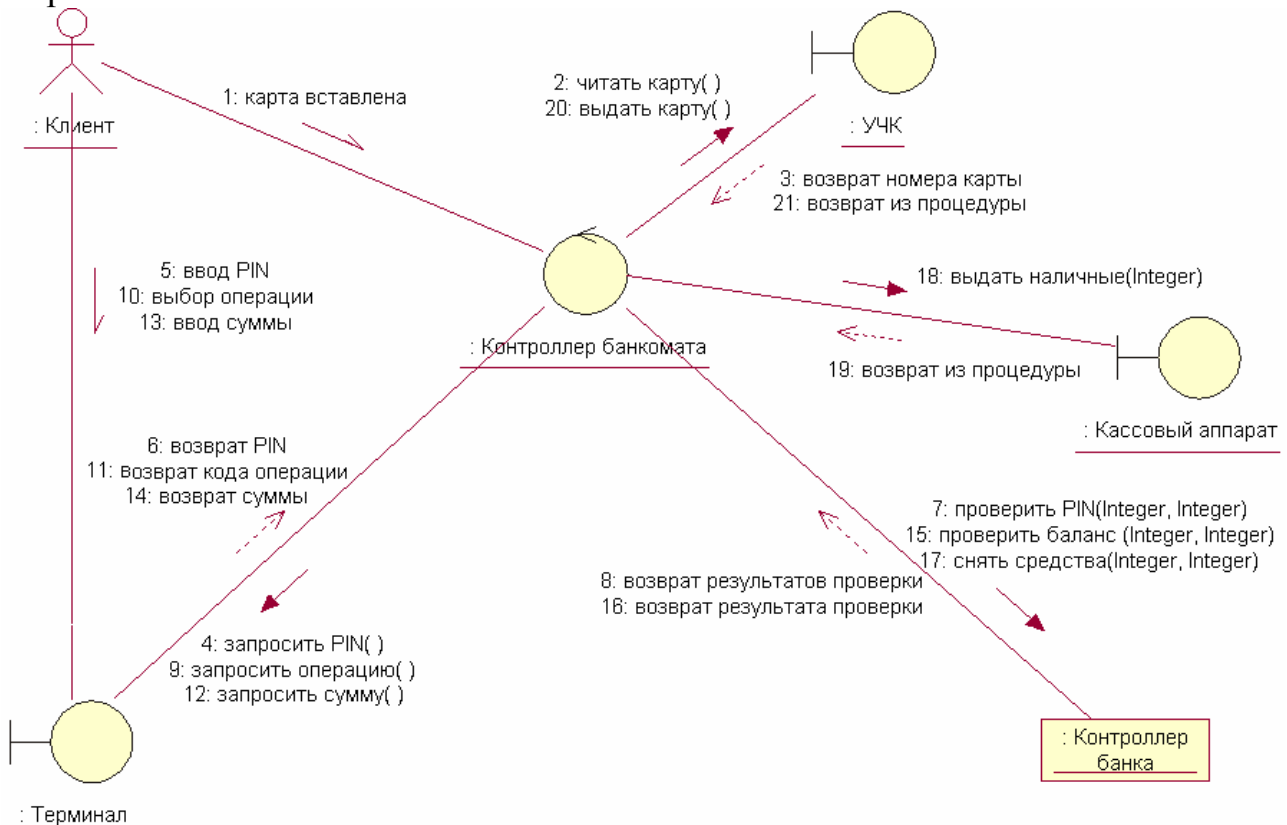 1: карта вставлена
: Клиент
2: читать карту( )
20: выдать карту( )
: УЧК
3: возврат номера карты
21: возврат из процедуры
5: ввод PIN
10: выбор операции
13: ввод суммы
18: выдать наличные(Integer)
: Контроллер банкомата
19: возврат из процедуры
: Кассовый аппарат
6: возврат PIN
11: возврат кода операции
14: возврат суммы
7: проверить PIN(Integer, Integer)
15: проверить баланс (Integer, Integer)
17: снять средства(Integer, Integer)
8: возврат результатов проверки
16: возврат результата проверки
4: запросить PIN( )
9: запросить операцию( )
12: запросить сумму( )
: Контроллер
банка
: Терминал